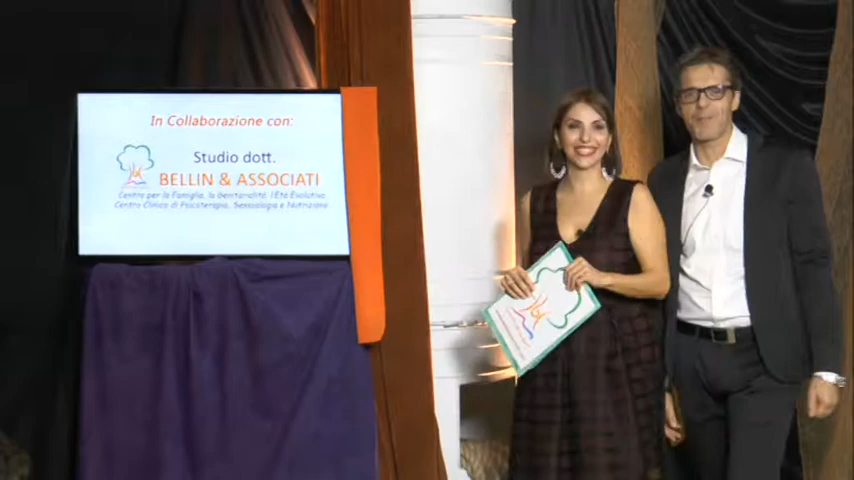 In Collaborazione con:
Studio dott.
BELLIN & ASSOCIATI
Centro per la Famiglia, la Genitorialità, l'Età Evolutiva
Centro Clinico di Psicoterapia, Sessuologia e Nutrizione